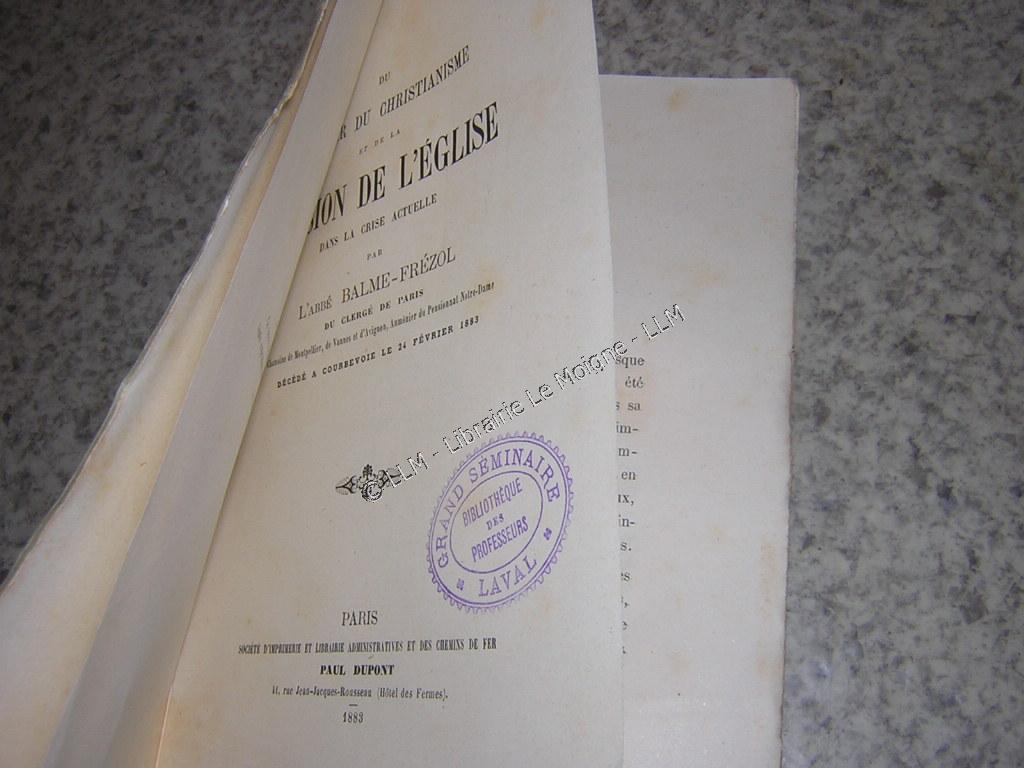 DU
R DU CHRISTIANISME
ET DE LA
ION DE L'ÉGLISE
DANS LA CRISE ACTUELLE
PAR
L'ABBÉ BALME-FRÉZOL
DU CLERGÉ DE PARIS
Chanoine de Montpellier, de Vannes et d'Avignon, Aumônier du Pensionnat Notre-Dame
DÉCÉDÉ A COURBEVOIE LE 24 FÉVRIER 1883
© LLM - Librairie Le Moigne - LLM
GRAND SÉMINAIRE
BIBLIOTHÈQUE
DES
PROFESSEURS
LAVAL
PARIS
SOCIÉTÉ D'IMPRIMERIE ET LIBRAIRIE ADMINISTRATIVES ET DES CHEMINS DE FER
PAUL DUPONT
41, rue Jean-Jacques-Rousseau (Hôtel des Fermes).
1883
sque
été
s sa
im-
m-
en
ux,
in-
s.
es